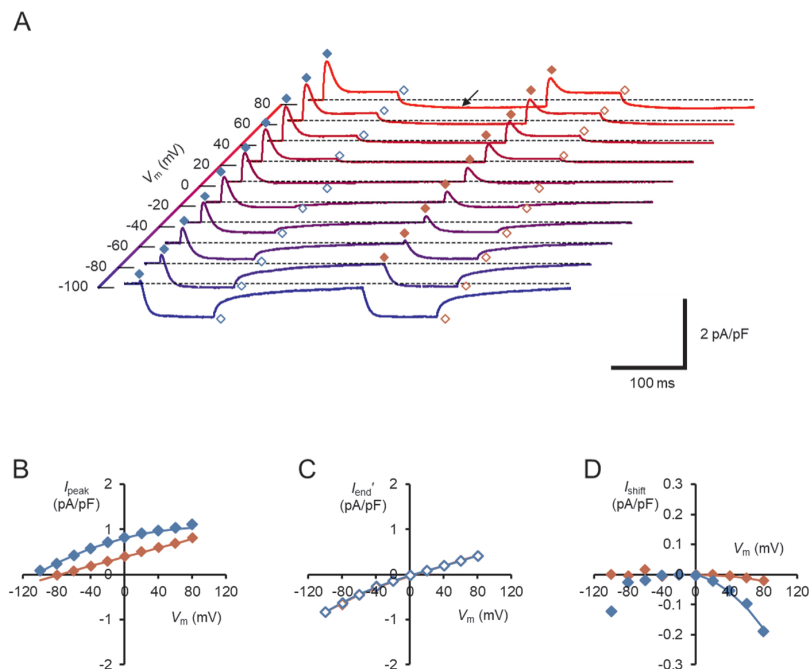 A
80
60
40
20
0
-20
-40
-60
-80
-100
Vm (mV)
2 pA/pF
100 ms
B
Ipeak
(pA/pF)
2
1
0
-1
-2
-120 -80 -40 0 40 80 120
Vm (mV)
C
Iend'
(pA/pF)
2
1
0
-1
-2
-120 -80 -40 0 40 80 120
Vm (mV)
D
Ishift
(pA/pF)
0.3
0.2
0.1
0
-0.1
-0.2
-0.3
-120 -80 -40 0 40 80 120
Vm (mV)